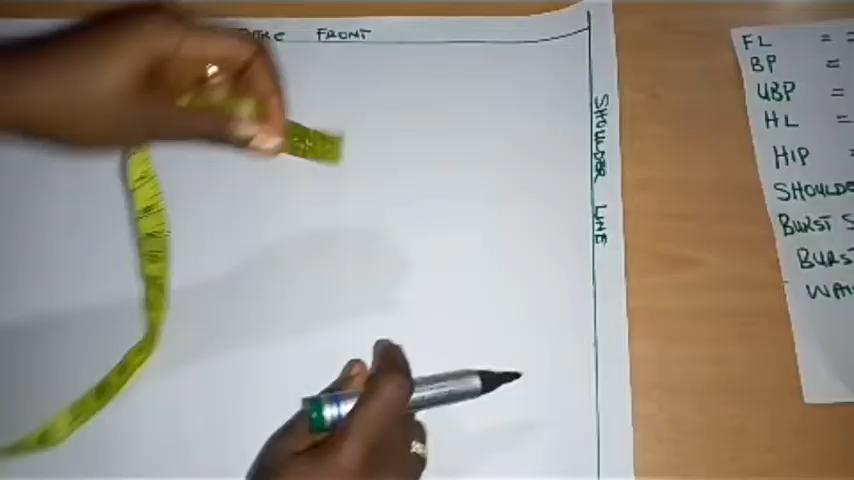 FRONT
SHOULDER LINE
FL =
BP =
UBP =
HL =
HIP =
SHOULDE
BURST S
BURST
WAI